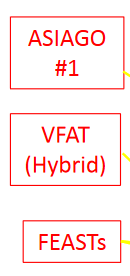 ASIAGO
#1
VFAT
(Hybrid)
FEASTs